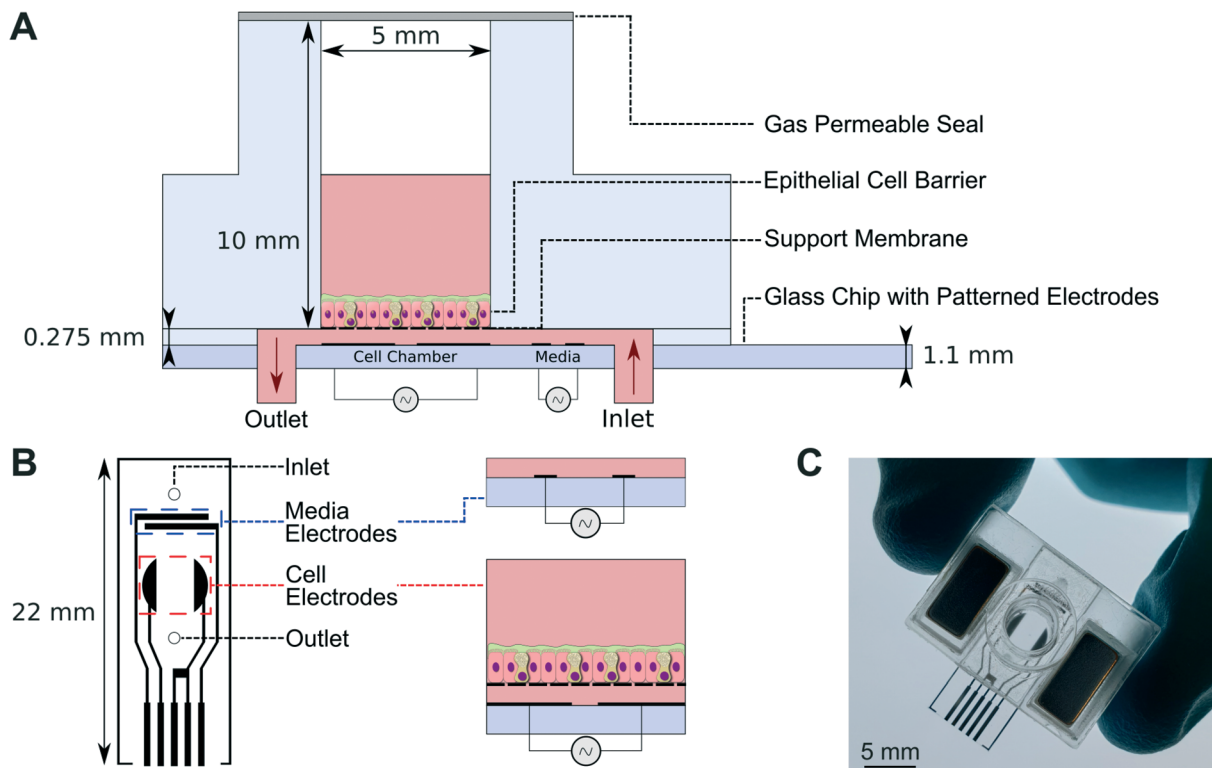 A
5 mm
Gas Permeable Seal
Epithelial Cell Barrier
10 mm
Support Membrane
Glass Chip with Patterned Electrodes
0.275 mm
Cell Chamber
Media
1.1 mm
Outlet
Inlet
B
Inlet
Media
Electrodes
Cell
Electrodes
22 mm
Outlet
C
5 mm